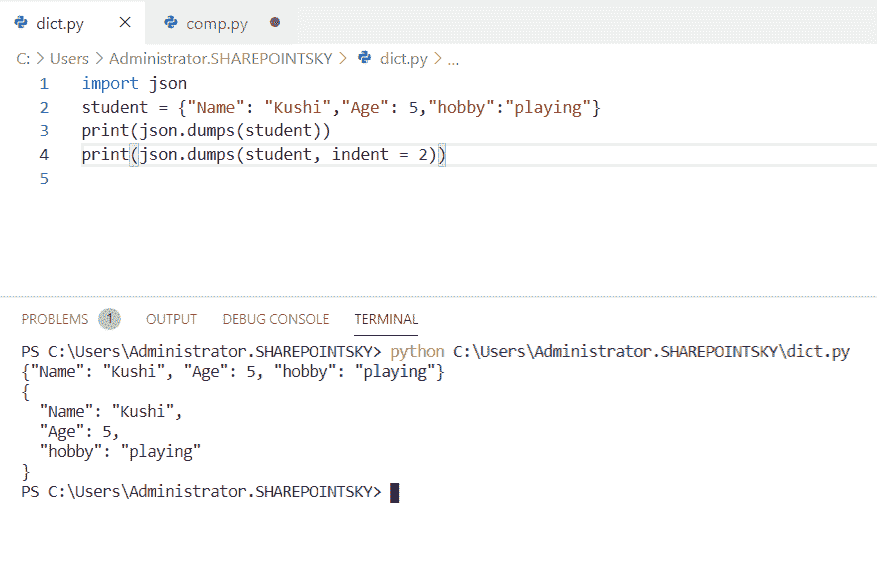 dict.py comp.py
C: > Users > Administrator.SHAREPOINTSKY > dict.py > ...
1 import json
2 student = {"Name": "Kushi","Age": 5,"hobby":"playing"}
3 print(json.dumps(student))
4 print(json.dumps(student, indent = 2))
5
PROBLEMS 1 OUTPUT DEBUG CONSOLE TERMINAL
PS C:\Users\Administrator.SHAREPOINTSKY> python C:\Users\Administrator.SHAREPOINTSKY\dict.py
{"Name": "Kushi", "Age": 5, "hobby": "playing"}
{
  "Name": "Kushi",
  "Age": 5,
  "hobby": "playing"
}
PS C:\Users\Administrator.SHAREPOINTSKY>